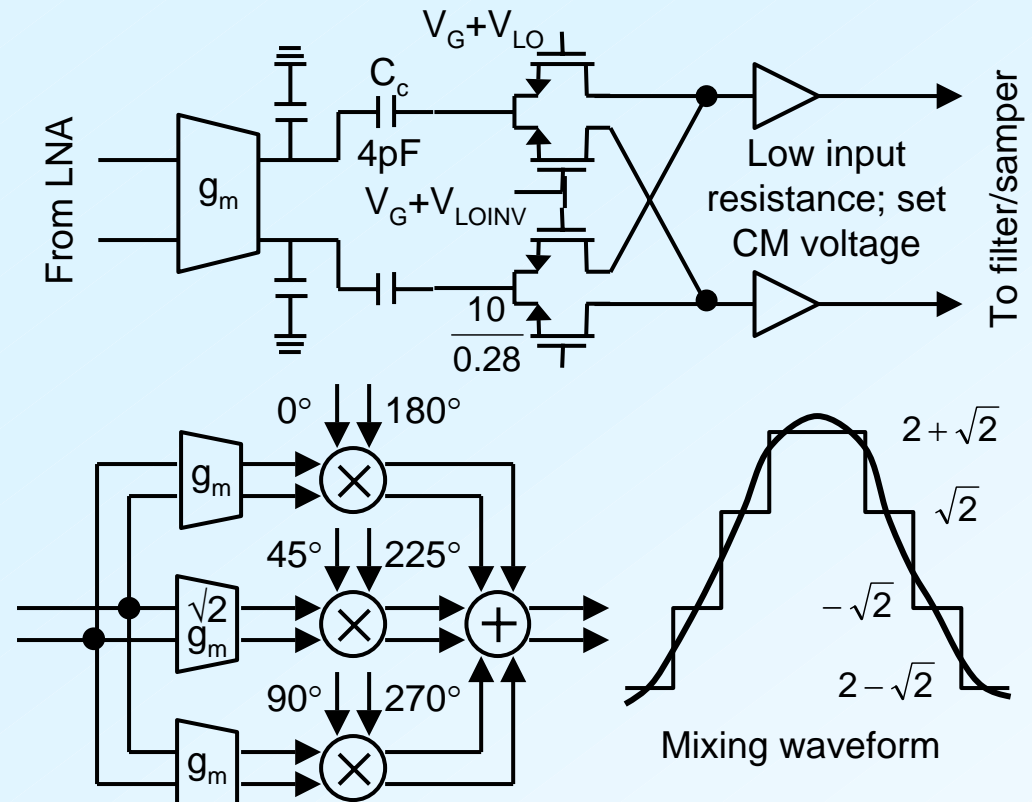 V_G+V_LO
C_c
4pF
From LNA
g_m
V_G+V_LOINV
Low input
resistance; set
CM voltage
To filter/samper
10
0.28
0° 180°
g_m
45° 225°
√2
g_m
90° 270°
g_m
2 + √2
√2
-√2
2 - √2
Mixing waveform